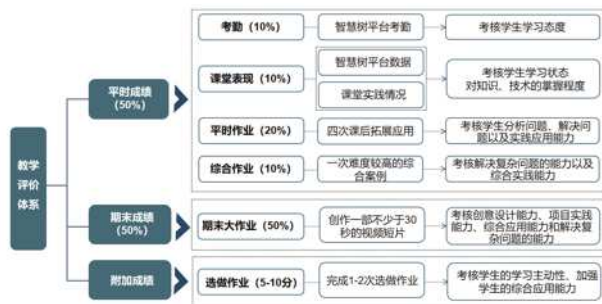 教学
评价
体系
平时成绩
(50%)
考勤（10%）
智慧树平台考勤
考核学生学习态度
课堂表现（10%）
智慧树平台数据
课堂实践情况
考核学生学习状态
对知识、技术的掌握程度
平时作业（20%）
四次课后拓展应用
考核学生分析问题、解决问
题以及实践应用能力
综合作业（10%）
一次难度较高的综
合案例
考核解决复杂问题的能力以及
综合实践能力
期末成绩
(50%)
期末大作业（50%）
创作一部不少于30
秒的视频短片
考核创意设计能力、项目实践
能力、综合应用能力和解决复
杂问题的能力
附加成绩
选做作业（5-10分）
完成1-2次选做作业
考核学生的学习主动性、加强
学生的综合应用能力